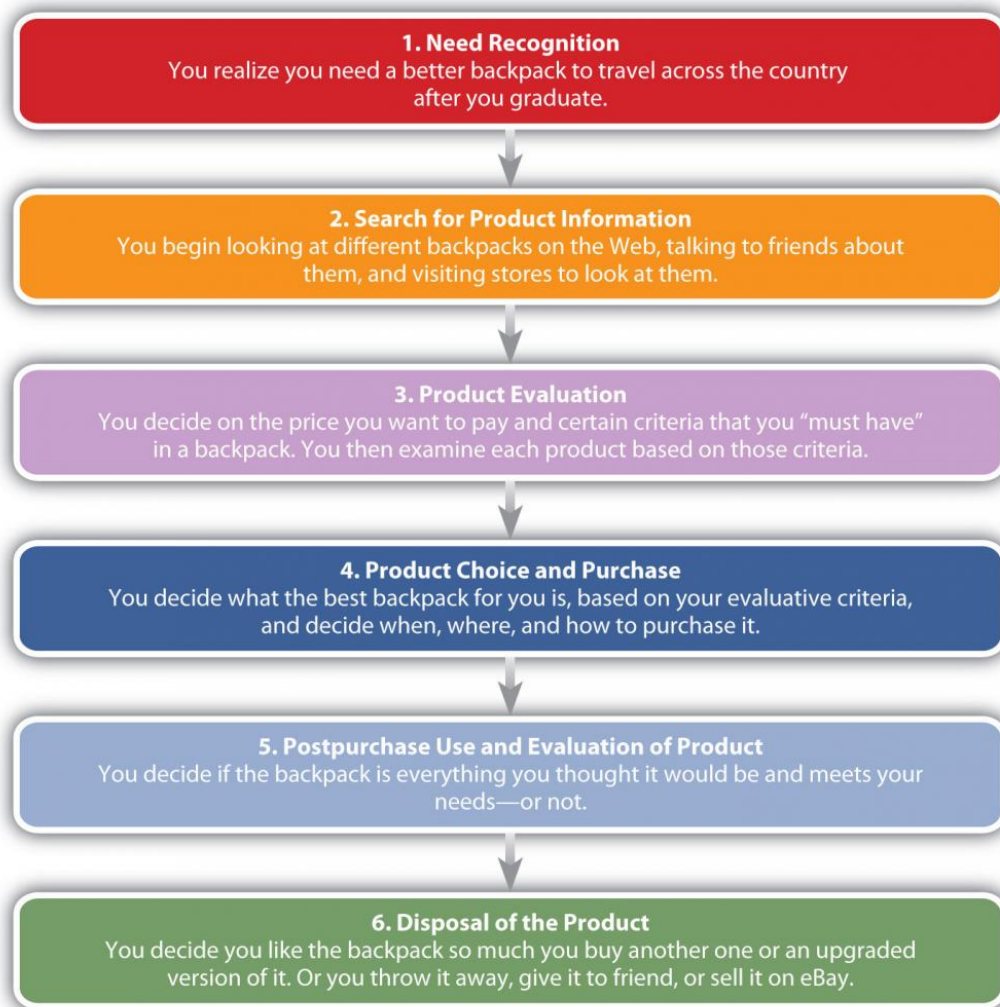 1. Need Recognition
You realize you need a better backpack to travel across the country
after you graduate.
2. Search for Product Information
You begin looking at different backpacks on the Web, talking to friends about
them, and visiting stores to look at them.
3. Product Evaluation
You decide on the price you want to pay and certain criteria that you “must have”
in a backpack. You then examine each product based on those criteria.
4. Product Choice and Purchase
You decide what the best backpack for you is, based on your evaluative criteria,
and decide when, where, and how to purchase it.
5. Postpurchase Use and Evaluation of Product
You decide if the backpack is everything you thought it would be and meets your
needs—or not.
6. Disposal of the Product
You decide you like the backpack so much you buy another one or an upgraded
version of it. Or you throw it away, give it to friend, or sell it on eBay.